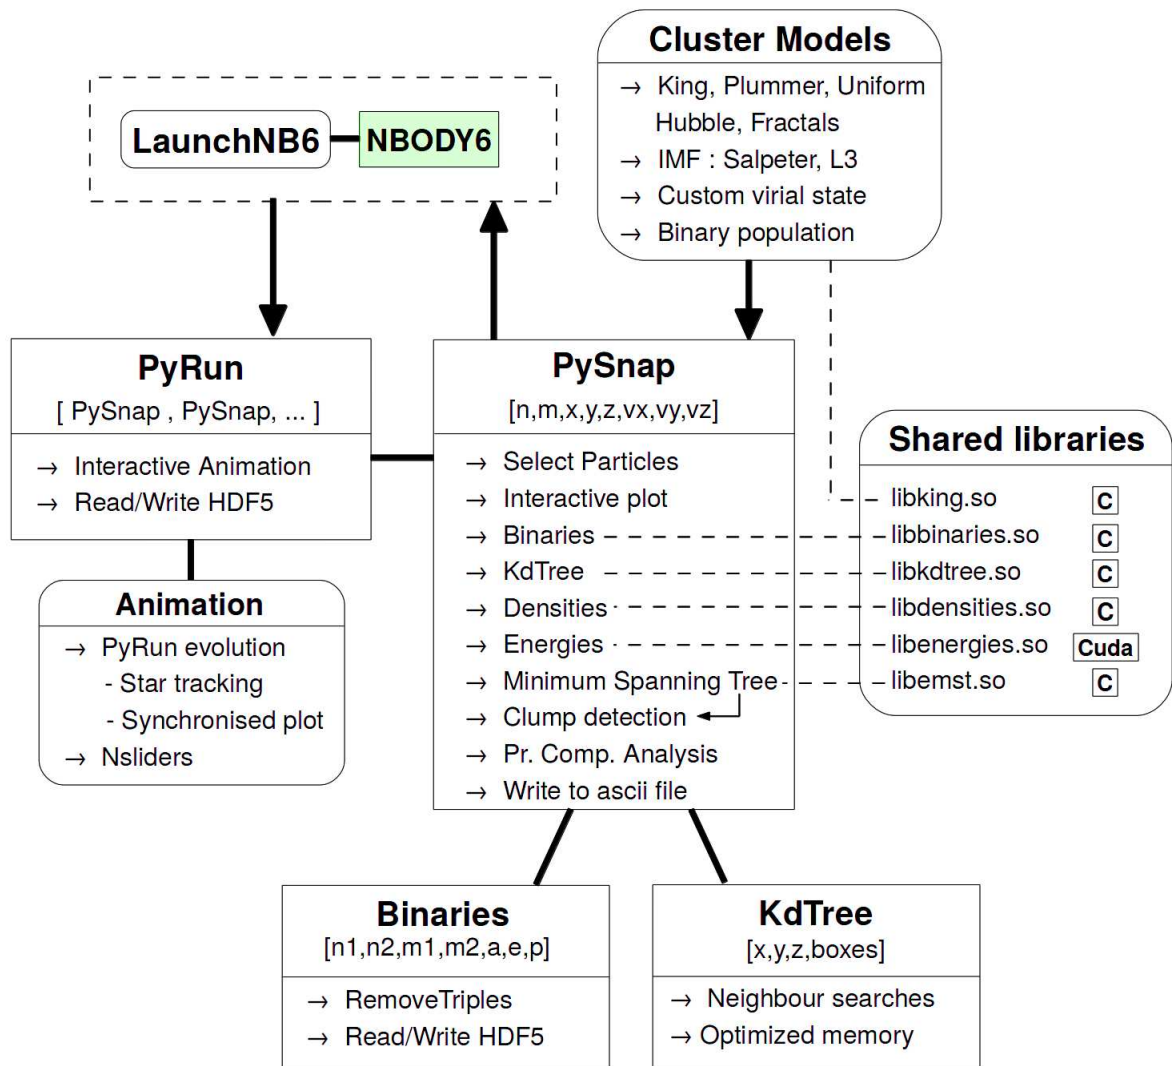 Cluster Models
→ King, Plummer, Uniform
Hubble, Fractals
→ IMF : Salpeter, L3
→ Custom virial state
→ Binary population
LaunchNB6
NBODY6
PyRun
[ PySnap , PySnap, ... ]
→ Interactive Animation
→ Read/Write HDF5
PySnap
[n,m,x,y,z,vx,vy,vz]
→ Select Particles
→ Interactive plot
→ Binaries
→ KdTree
→ Densities
→ Energies
→ Minimum Spanning Tree
→ Clump detection
→ Pr. Comp. Analysis
→ Write to ascii file
Shared libraries
libking.so C
libbinaries.so C
libkdtree.so C
libdensities.so C
libenergies.so Cuda
libemst.so C
Animation
→ PyRun evolution
- Star tracking
- Synchronised plot
→ Nsliders
Binaries
[n1,n2,m1,m2,a,e,p]
→ RemoveTriples
→ Read/Write HDF5
KdTree
[x,y,z,boxes]
→ Neighbour searches
→ Optimized memory